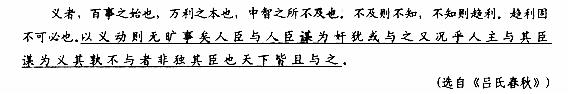 义者，百事之始也，万利之本也，中智之所不及也。不及则不知，不知则趋利。趋利固
不可必也。以义动则无旷事矣人臣与人臣谋为奸犹或与之又况乎人主与其臣
谋为义其孰不与者非独其臣也天下皆且与之。
(选自《吕氏春秋》)